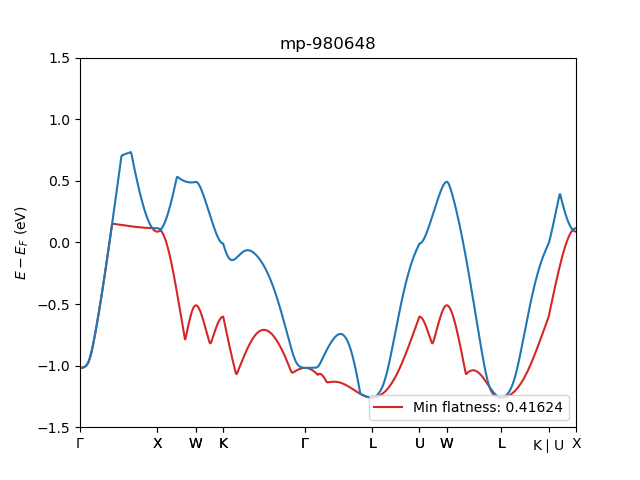 mp-980648
1.5
1.0
0.5
0.0
−0.5
−1.0
−1.5
E − E_F (eV)
Min flatness: 0.41624
Γ X W K Γ L U W L K | U X